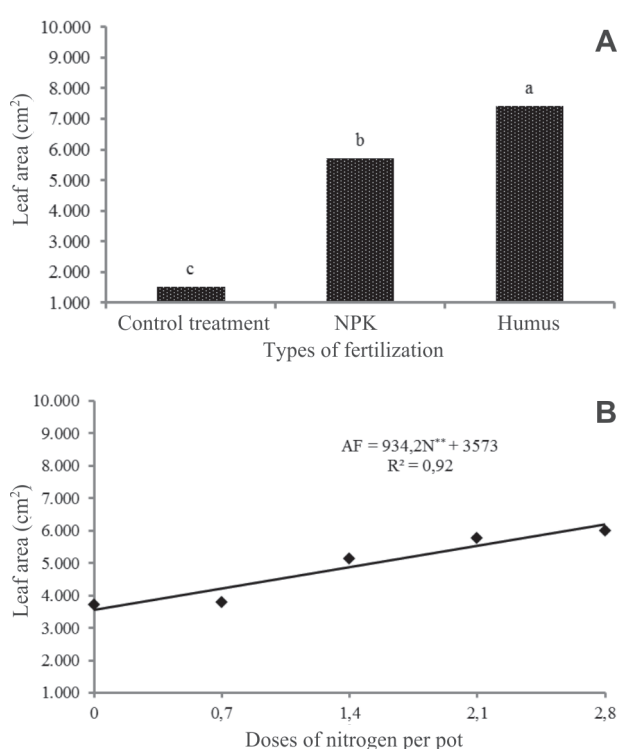 A
10.000
9.000
8.000
7.000
6.000
5.000
4.000
3.000
2.000
1.000
Leaf area (cm²)
c
b
a
Control treatment NPK Humus
Types of fertilization
B
10.000
9.000
8.000
7.000
6.000
5.000
4.000
3.000
2.000
1.000
Leaf area (cm²)
AF = 934,2N** + 3573
R² = 0,92
0 0,7 1,4 2,1 2,8
Doses of nitrogen per pot